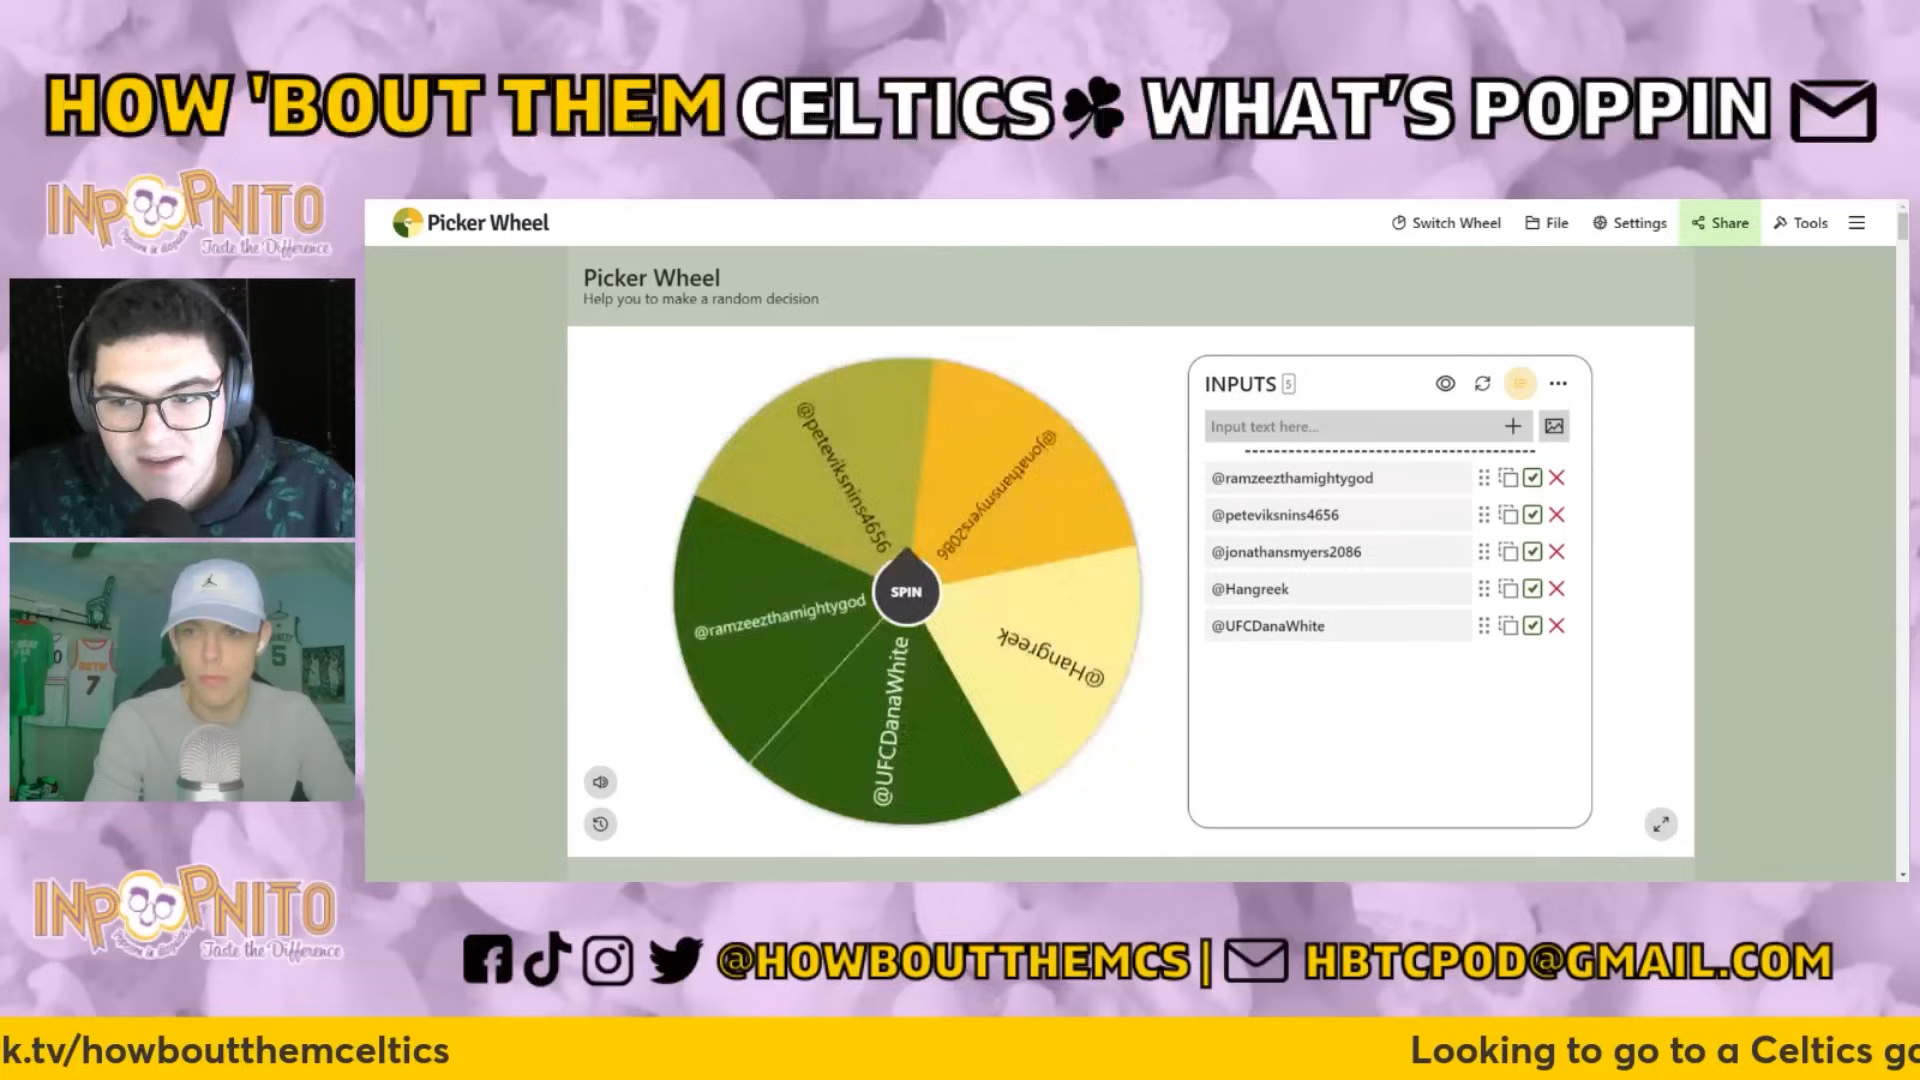 HOW 'BOUT THEM CELTICS WHAT'S POPPIN
INPOPNITO
Taste the Difference
Picker Wheel
Switch Wheel
File
Settings
Share
Tools
Picker Wheel
Help you to make a random decision
@peteviksnins4656
@jonathansmyers2086
@ramzeezthamightygod
SPIN
@Hangreek
@UFCDanaWhite
INPUTS 5
Input text here...
@ramzeezthamightygod
@peteviksnins4656
@jonathansmyers2086
@Hangreek
@UFCDanaWhite
5
7
INPOPNITO
Taste the Difference
@HOWBOUTTHEMCS | HBTCPOD@GMAIL.COM
k.tv/howboutthemceltics
Looking to go to a Celtics